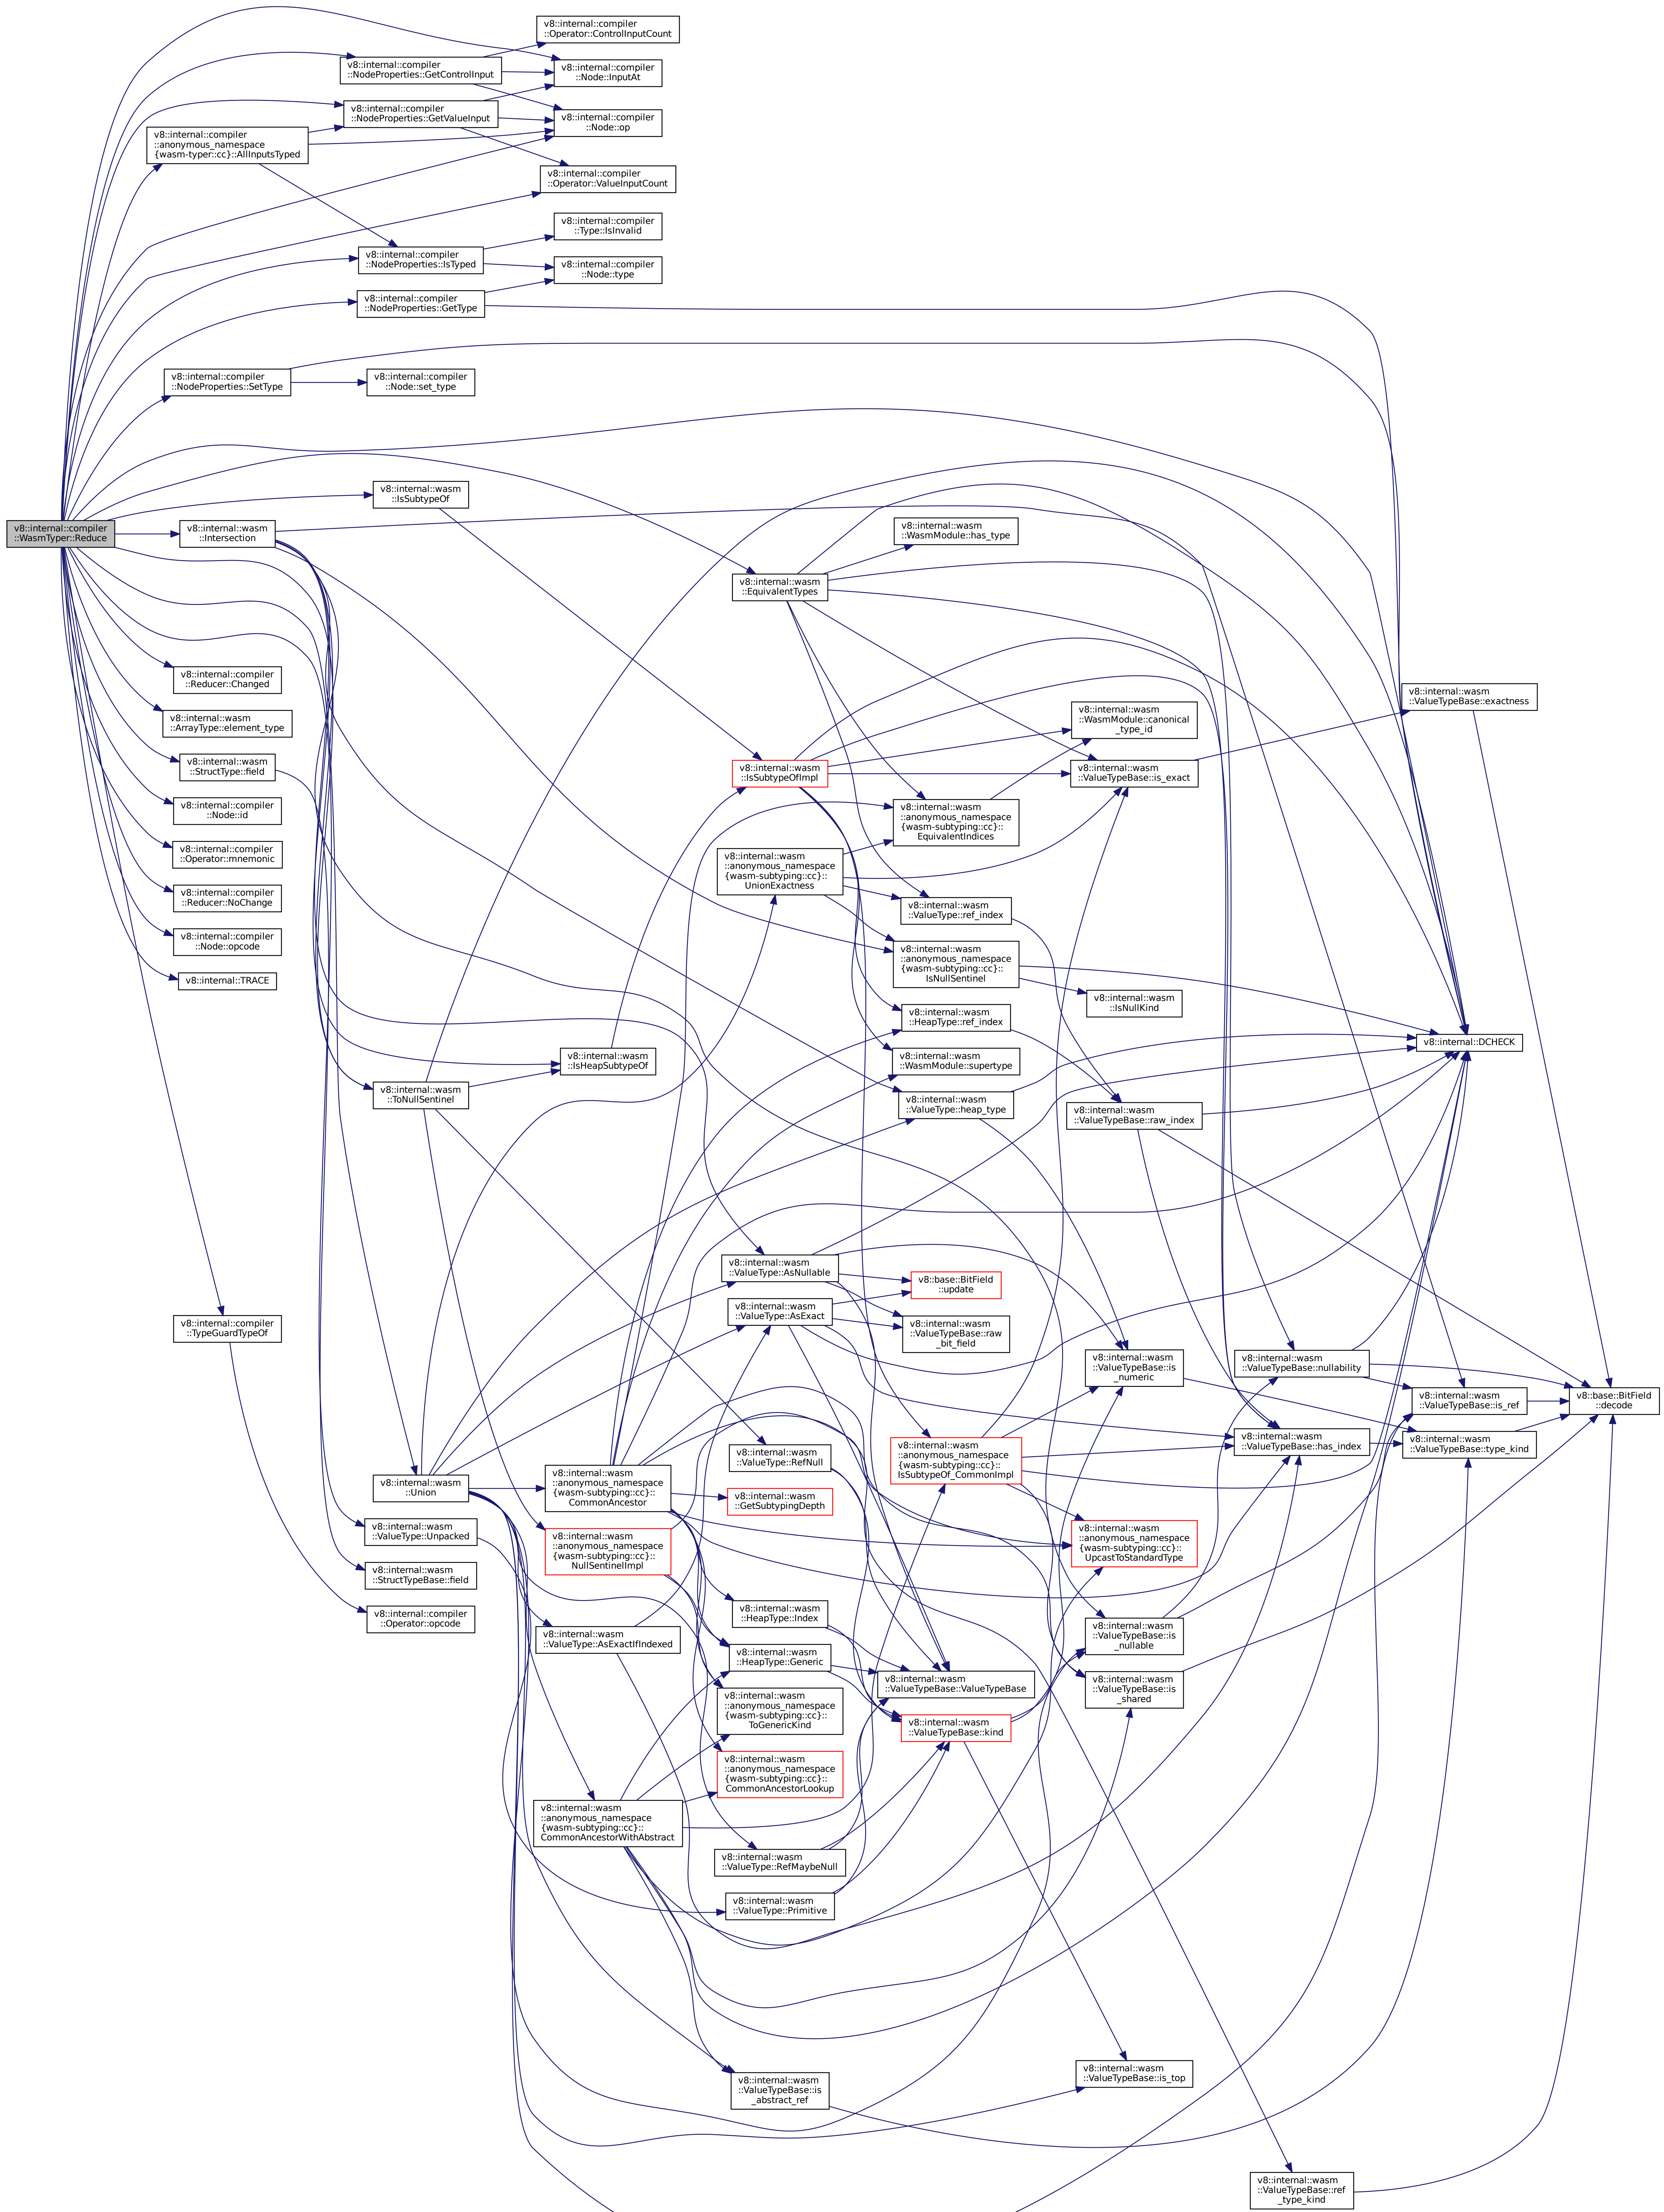 v8::internal::compiler
::Operator::ControlInputCount
v8::internal::compiler
::NodeProperties::GetControlInput
v8::internal::compiler
::Node::InputAt
v8::internal::compiler
::NodeProperties::GetValueInput
v8::internal::compiler
::Node::op
v8::internal::compiler
::anonymous_namespace
{wasm-typer::cc}::AllInputsTyped
v8::internal::compiler
::Operator::ValueInputCount
v8::internal::compiler
::Type::IsInvalid
v8::internal::compiler
::NodeProperties::IsTyped
v8::internal::compiler
::Node::type
v8::internal::compiler
::NodeProperties::GetType
v8::internal::compiler
::NodeProperties::SetType
v8::internal::compiler
::Node::set_type
v8::internal::wasm
::IsSubtypeOf
v8::internal::compiler
::WasmTyper::Reduce
v8::internal::wasm
::Intersection
v8::internal::wasm
::WasmModule::has_type
v8::internal::wasm
::EquivalentTypes
v8::internal::compiler
::Reducer::Changed
v8::internal::wasm
::ValueTypeBase::exactness
v8::internal::wasm
::ArrayType::element_type
v8::internal::wasm
::WasmModule::canonical
_type_id
v8::internal::wasm
::StructType::field
v8::internal::wasm
::IsSubtypeOfImpl
v8::internal::wasm
::ValueTypeBase::is_exact
v8::internal::compiler
::Node::id
v8::internal::wasm
::anonymous_namespace
{wasm-subtyping::cc}::
EquivalentIndices
v8::internal::compiler
::Operator::mnemonic
v8::internal::wasm
::anonymous_namespace
{wasm-subtyping::cc}::
UnionExactness
v8::internal::compiler
::Reducer::NoChange
v8::internal::wasm
::ValueType::ref_index
v8::internal::compiler
::Node::opcode
v8::internal::wasm
::anonymous_namespace
{wasm-subtyping::cc}::
IsNullSentinel
v8::internal::TRACE
v8::internal::wasm
::IsNullKind
v8::internal::wasm
::HeapType::ref_index
v8::internal::DCHECK
v8::internal::wasm
::IsHeapSubtypeOf
v8::internal::wasm
::WasmModule::supertype
v8::internal::wasm
::ToNullSentinel
v8::internal::wasm
::ValueType::heap_type
v8::internal::wasm
::ValueTypeBase::raw_index
v8::internal::wasm
::ValueType::AsNullable
v8::base::BitField
::update
v8::internal::wasm
::ValueType::AsExact
v8::internal::wasm
::ValueTypeBase::raw
_bit_field
v8::internal::compiler
::TypeGuardTypeOf
v8::internal::wasm
::ValueTypeBase::is
_numeric
v8::internal::wasm
::ValueTypeBase::nullability
v8::internal::wasm
::ValueTypeBase::is_ref
v8::base::BitField
::decode
v8::internal::wasm
::ValueTypeBase::has_index
v8::internal::wasm
::ValueTypeBase::type_kind
v8::internal::wasm
::ValueType::RefNull
v8::internal::wasm
::anonymous_namespace
{wasm-subtyping::cc}::
IsSubtypeOf_CommonImpl
v8::internal::wasm
::Union
v8::internal::wasm
::anonymous_namespace
{wasm-subtyping::cc}::
CommonAncestor
v8::internal::wasm
::GetSubtypingDepth
v8::internal::wasm
::ValueType::Unpacked
v8::internal::wasm
::anonymous_namespace
{wasm-subtyping::cc}::
NullSentinelImpl
v8::internal::wasm
::anonymous_namespace
{wasm-subtyping::cc}::
UpcastToStandardType
v8::internal::wasm
::StructTypeBase::field
v8::internal::compiler
::Operator::opcode
v8::internal::wasm
::HeapType::Index
v8::internal::wasm
::ValueType::AsExactIfIndexed
v8::internal::wasm
::ValueTypeBase::is
_nullable
v8::internal::wasm
::HeapType::Generic
v8::internal::wasm
::ValueTypeBase::ValueTypeBase
v8::internal::wasm
::ValueTypeBase::is
_shared
v8::internal::wasm
::anonymous_namespace
{wasm-subtyping::cc}::
ToGenericKind
v8::internal::wasm
::ValueTypeBase::kind
v8::internal::wasm
::anonymous_namespace
{wasm-subtyping::cc}::
CommonAncestorLookup
v8::internal::wasm
::anonymous_namespace
{wasm-subtyping::cc}::
CommonAncestorWithAbstract
v8::internal::wasm
::ValueType::RefMaybeNull
v8::internal::wasm
::ValueType::Primitive
v8::internal::wasm
::ValueTypeBase::is_top
v8::internal::wasm
::ValueTypeBase::is
_abstract_ref
v8::internal::wasm
::ValueTypeBase::ref
_type_kind